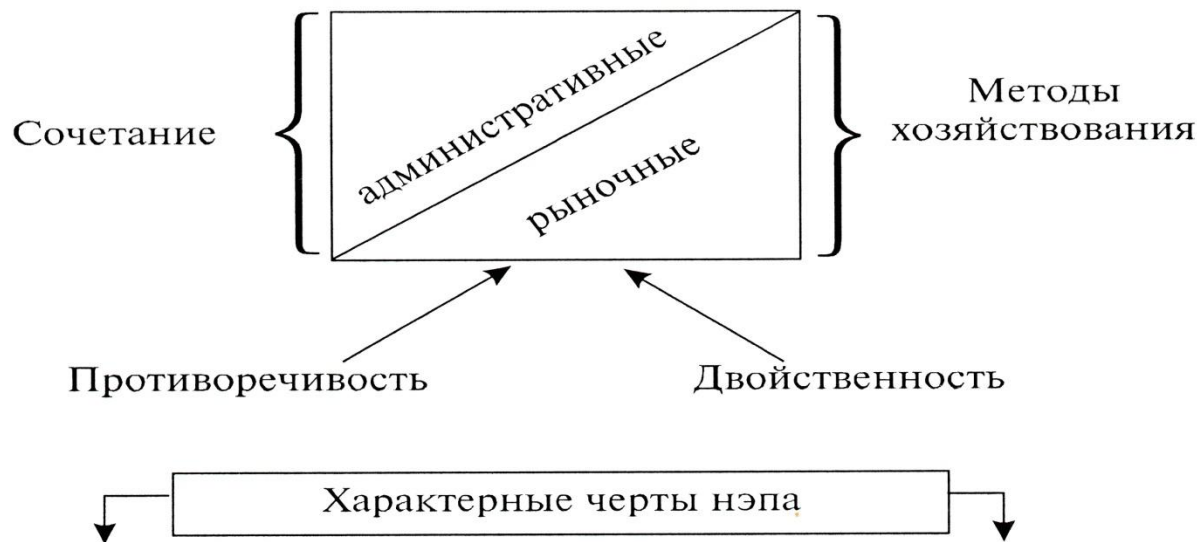 Сочетание
административные
рыночные
Методы
хозяйствования
Противоречивость
Двойственность
Характерные черты нэпа